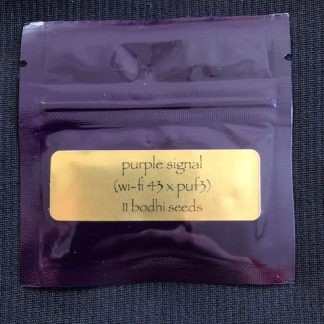 purple signal
(wi-fi 43 x puf3)
11 bodhi seeds